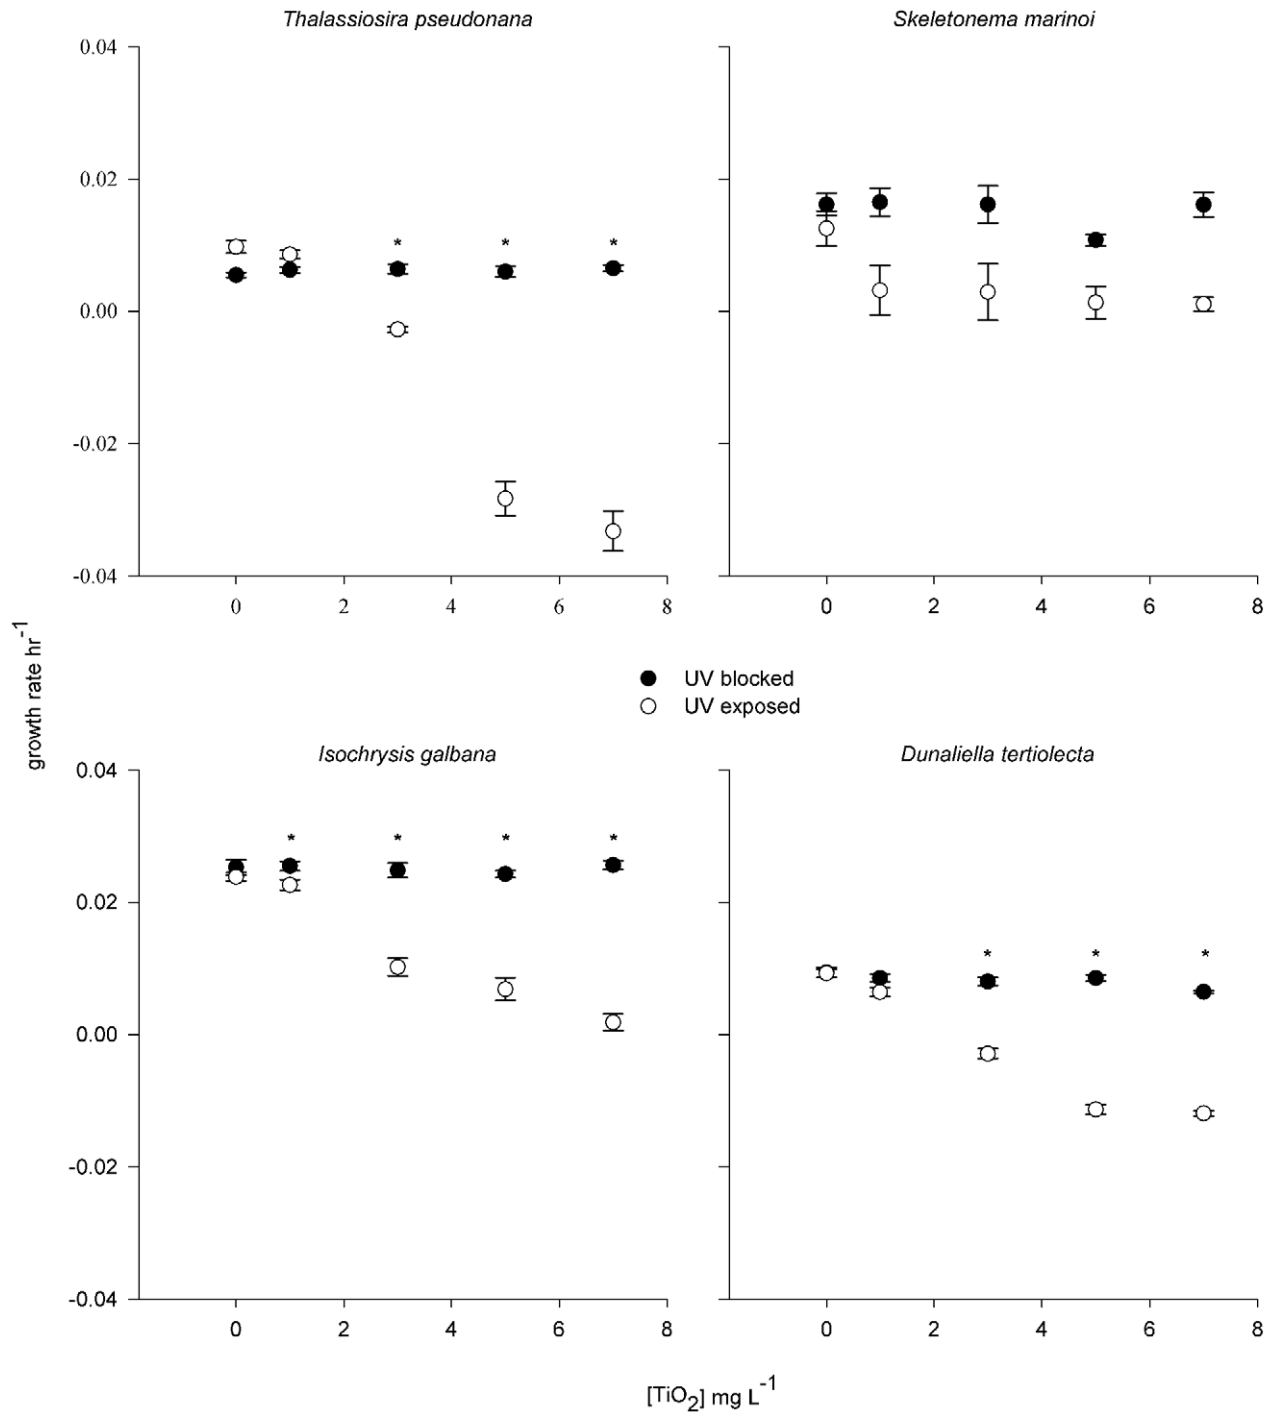 Thalassiosira pseudonana
Skeletonema marinoi
0.04
0.02
0.00
-0.02
-0.04
* * *
0 2 4 6 8
0 2 4 6 8
growth rate hr-1
UV blocked
UV exposed
Isochrysis galbana
Dunaliella tertiolecta
0.04
0.02
0.00
-0.02
-0.04
* * * *
* * *
0 2 4 6 8
0 2 4 6 8
[TiO2] mg L-1